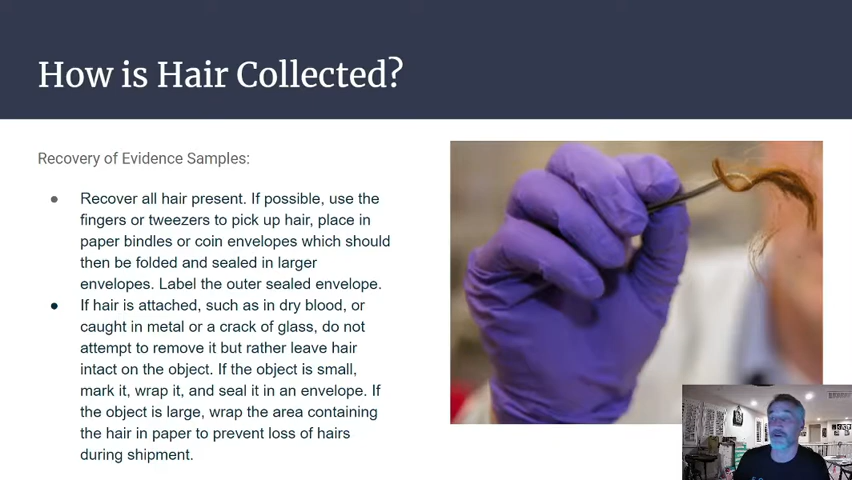 How is Hair Collected?
Recovery of Evidence Samples:
● Recover all hair present. If possible, use the
fingers or tweezers to pick up hair, place in
paper bindles or coin envelopes which should
then be folded and sealed in larger
envelopes. Label the outer sealed envelope.
● If hair is attached, such as in dry blood, or
caught in metal or a crack of glass, do not
attempt to remove it but rather leave hair
intact on the object. If the object is small,
mark it, wrap it, and seal it in an envelope. If
the object is large, wrap the area containing
the hair in paper to prevent loss of hairs
during shipment.